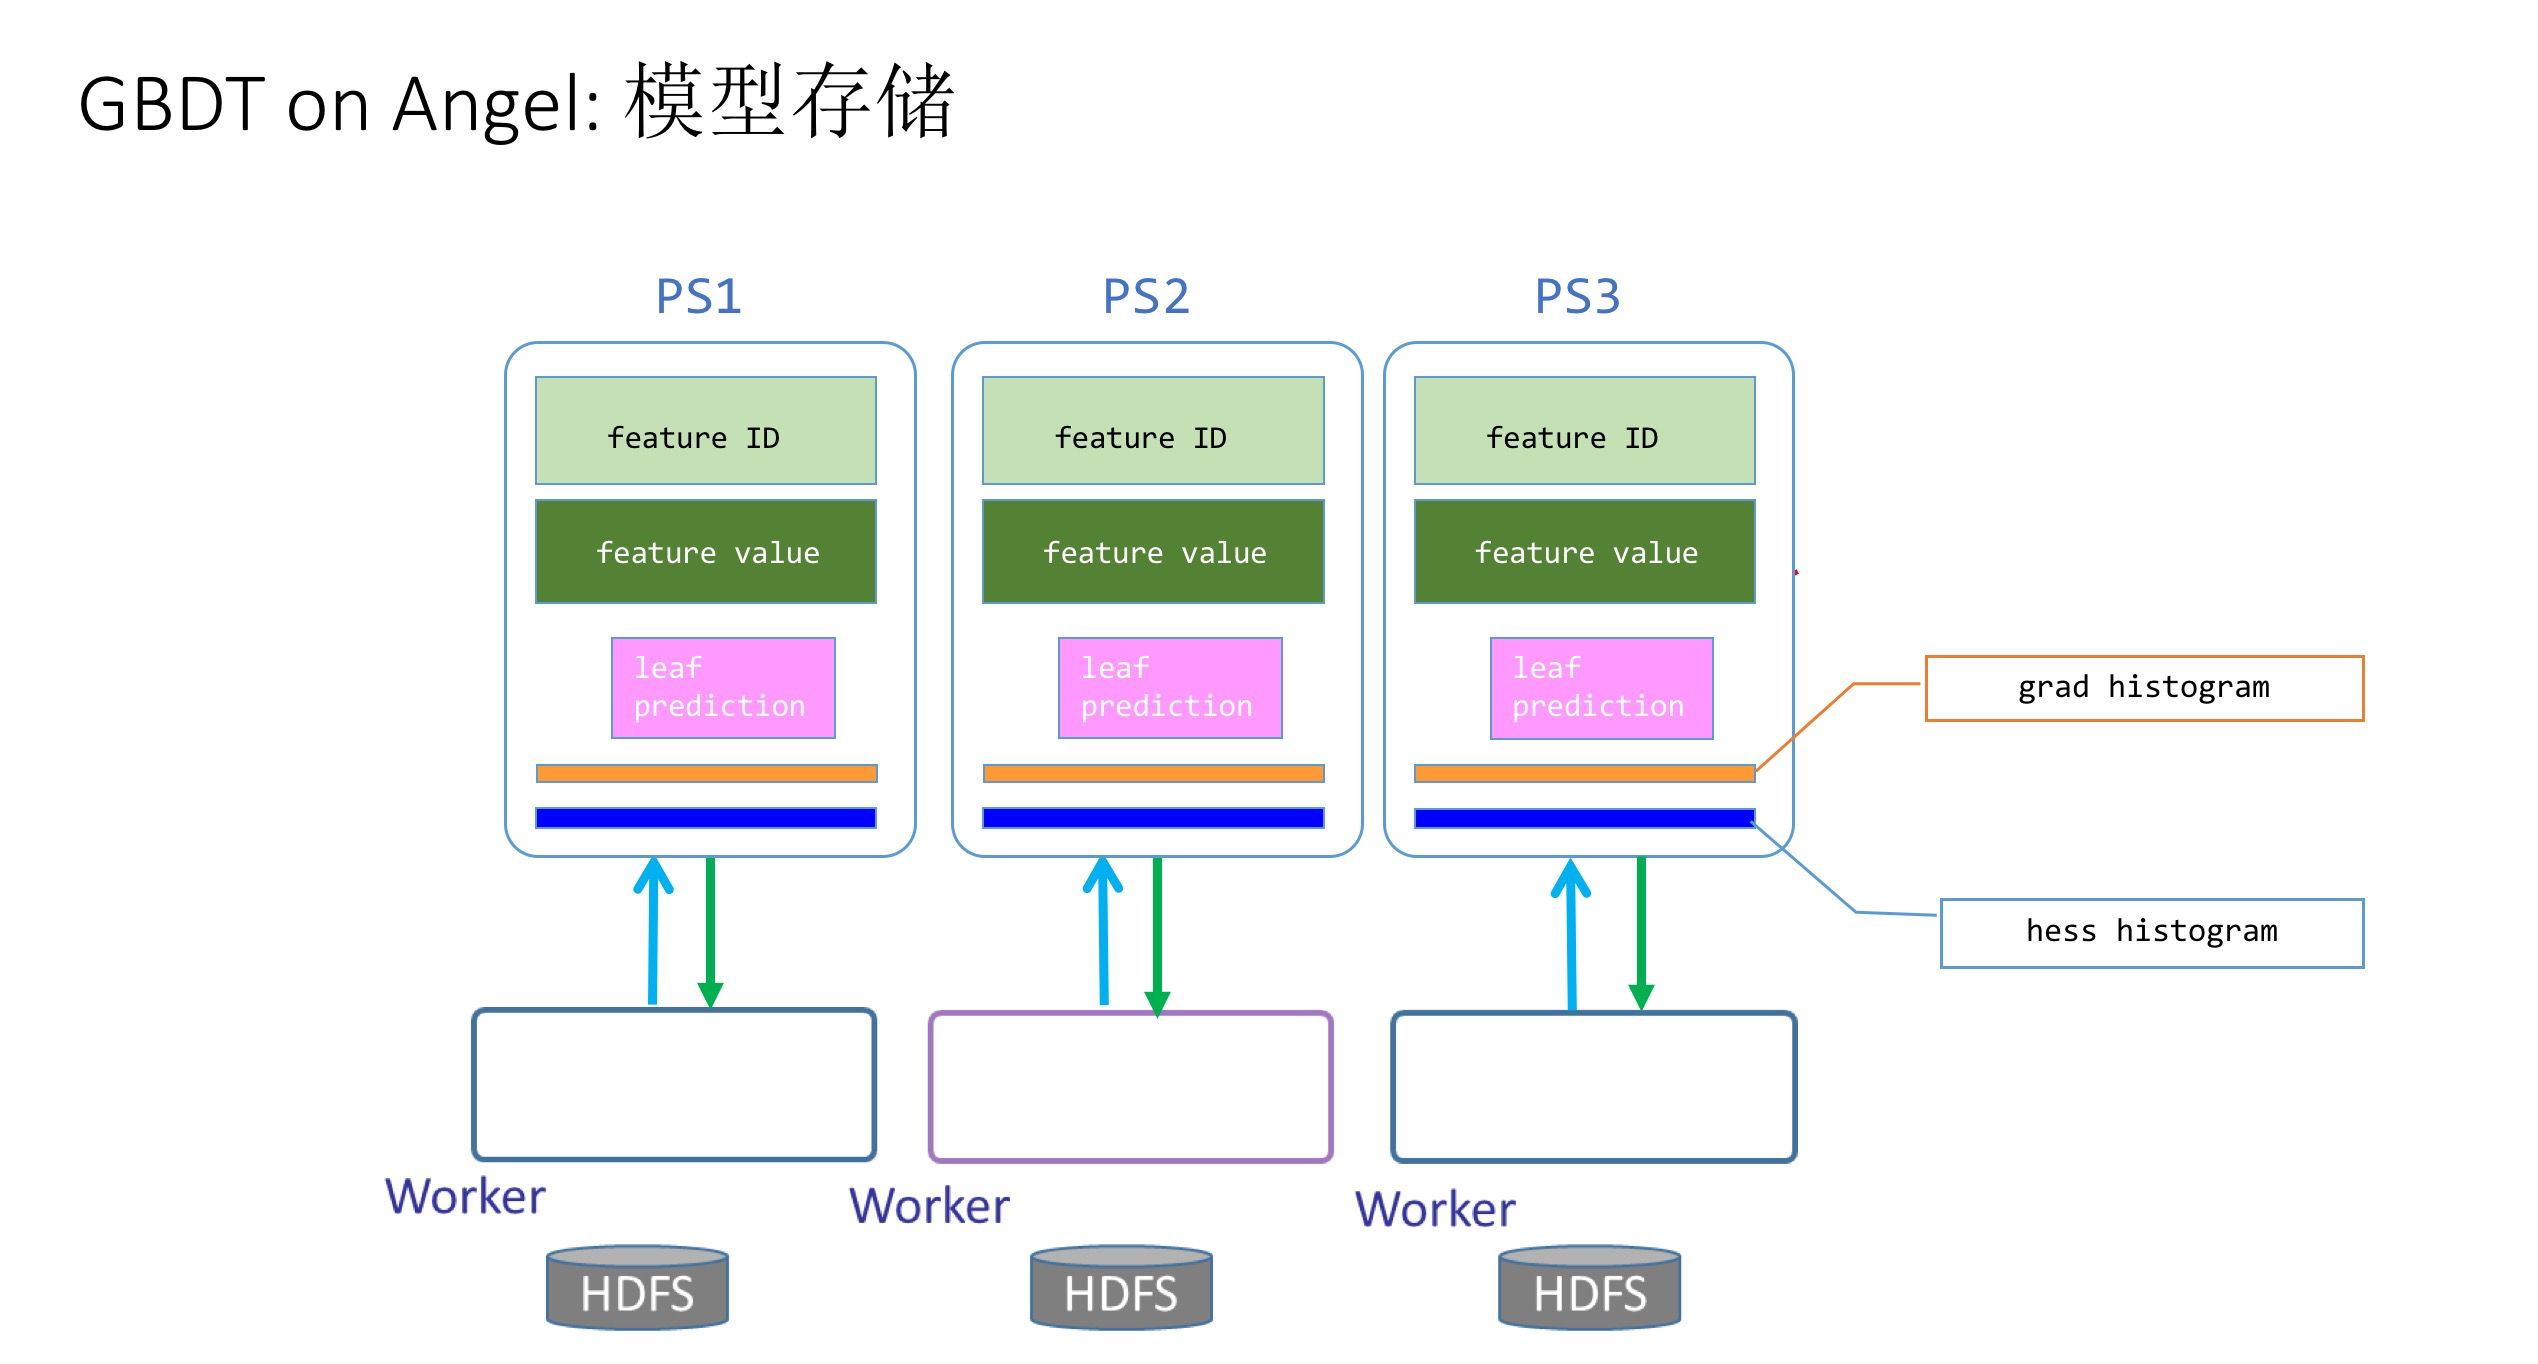 GBDT on Angel: 模型存储
PS1
PS2
PS3
feature ID
feature ID
feature ID
feature value
feature value
feature value
leaf
prediction
leaf
prediction
leaf
prediction
grad histogram
hess histogram
Worker
Worker
Worker
HDFS
HDFS
HDFS